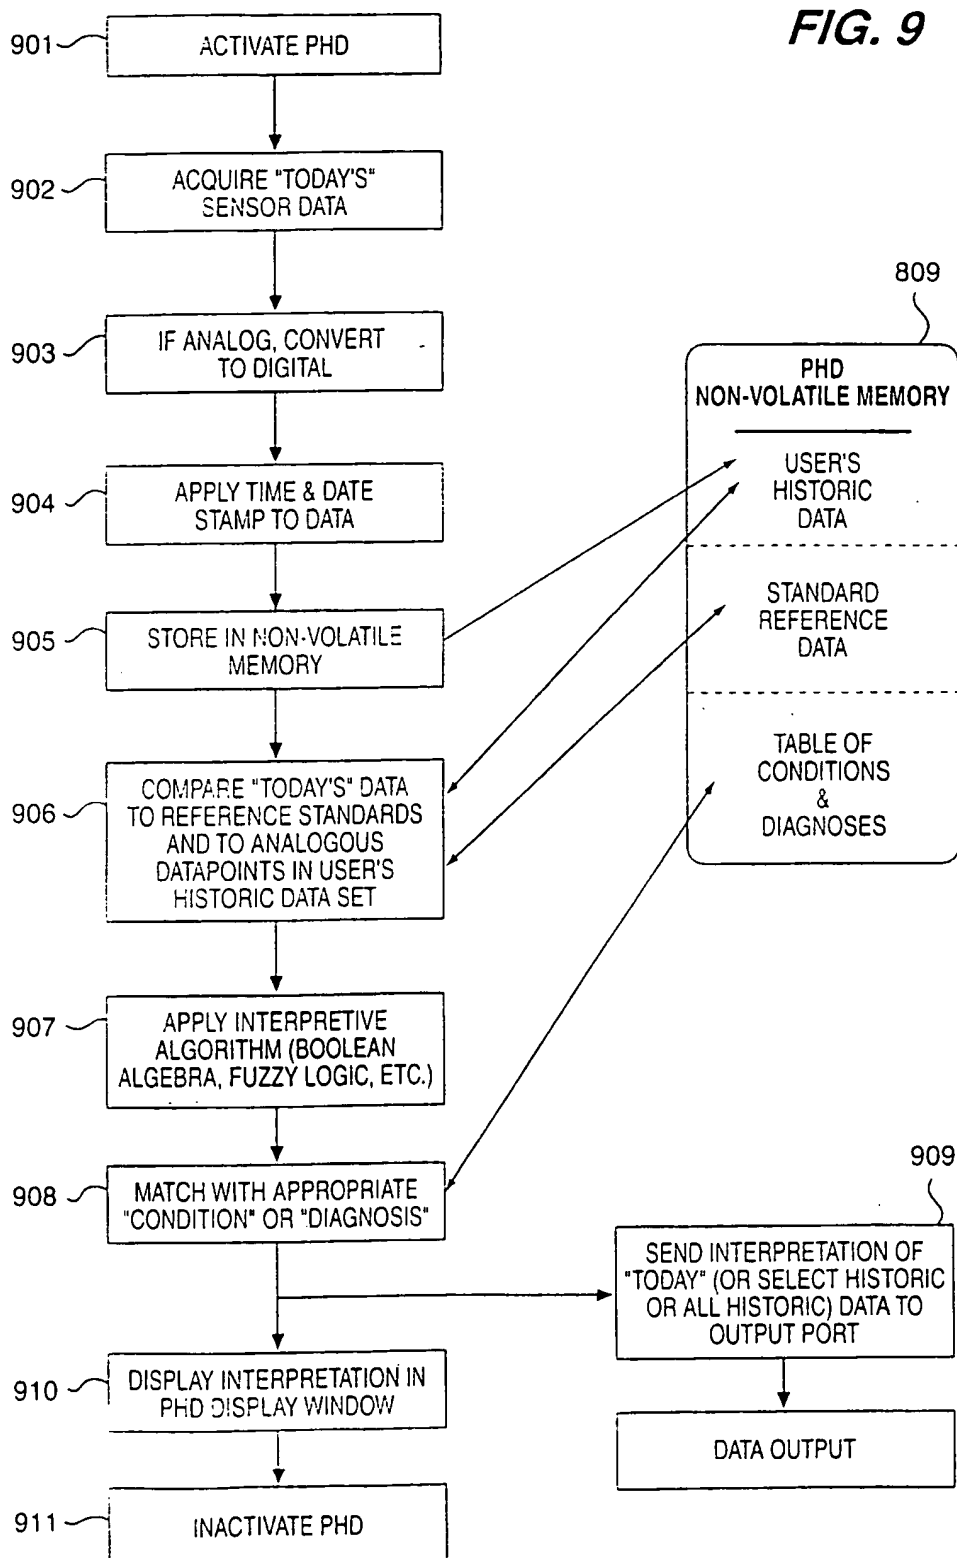 FIG. 9
901
ACTIVATE PHD
902
ACQUIRE "TODAY'S"
SENSOR DATA
903
IF ANALOG, CONVERT
TO DIGITAL
904
APPLY TIME & DATE
STAMP TO DATA
905
STORE IN NON-VOLATILE
MEMORY
906
COMPARE "TODAY'S" DATA
TO REFERENCE STANDARDS
AND TO ANALOGOUS
DATAPOINTS IN USER'S
HISTORIC DATA SET
907
APPLY INTERPRETIVE
ALGORITHM (BOOLEAN
ALGEBRA, FUZZY LOGIC, ETC.)
908
MATCH WITH APPROPRIATE
"CONDITION" OR "DIAGNOSIS"
910
DISPLAY INTERPRETATION IN
PHD DISPLAY WINDOW
911
INACTIVATE PHD
809
PHD
NON-VOLATILE MEMORY
USER'S
HISTORIC
DATA
STANDARD
REFERENCE
DATA
TABLE OF
CONDITIONS
&
DIAGNOSES
909
SEND INTERPRETATION OF
"TODAY" (OR SELECT HISTORIC
OR ALL HISTORIC) DATA TO
OUTPUT PORT
DATA OUTPUT